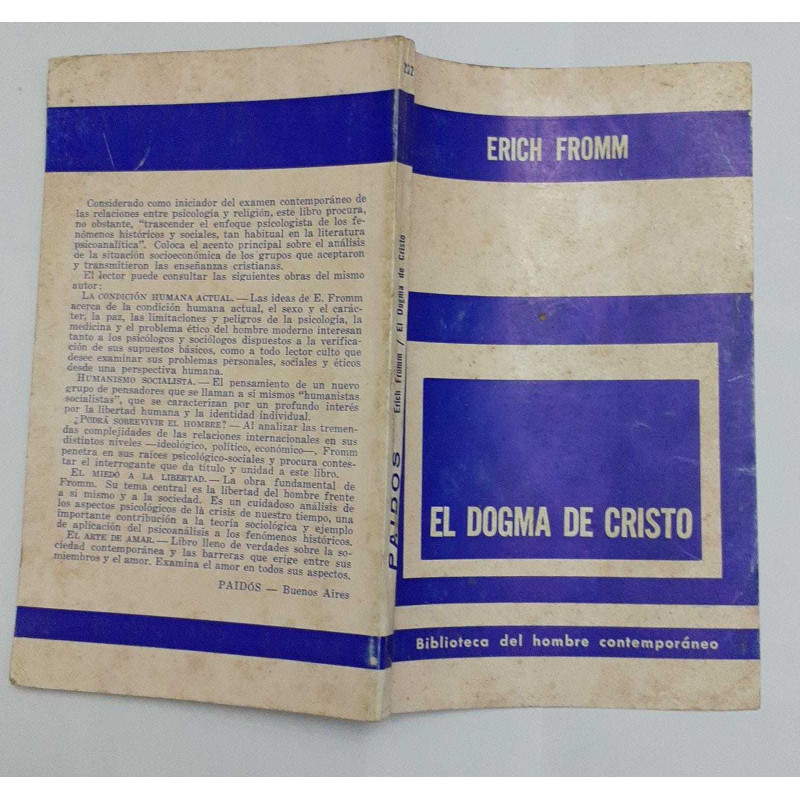 Considerado como iniciador del examen contemporáneo de
las relaciones entre psicología y religión, este libro procura,
no obstante, "trascender el enfoque psicologista de los fe-
nómenos históricos y sociales, tan habitual en la literatura
psicoanalítica". Coloca el acento principal sobre el análisis
de la situación socioeconómica de los grupos que aceptaron
y transmitieron las enseñanzas cristianas.
El lector puede consultar las siguientes obras del mismo
autor:
LA CONDICIÓN HUMANA ACTUAL. — Las ideas de E. Fromm
acerca de la condición humana actual, el sexo y el carác-
ter, la paz, las limitaciones y peligros de la psicología, la
medicina y el problema ético del hombre moderno interesan
tanto a los psicólogos y sociólogos dispuestos a la verifica-
ción de sus supuestos básicos, como a todo lector culto que
desee examinar sus problemas personales, sociales y éticos
desde una perspectiva humana.
HUMANISMO SOCIALISTA. — El pensamiento de un nuevo
grupo de pensadores que se llaman a sí mismos "humanistas
socialistas", que se caracterizan por un profundo interés
por la libertad humana y la identidad individual.
¿PODRÁ SOBREVIVIR EL HOMBRE? — Al analizar las tremen-
das complejidades de las relaciones internacionales en sus
distintos niveles —ideológico, político, económico—, Fromm
penetra en sus raíces psicológico-sociales y procura contes-
tar el interrogante que da título y unidad a este libro.
EL MIEDO A LA LIBERTAD. — La obra fundamental de
Fromm. Su tema central es la libertad del hombre frente
a sí mismo y a la sociedad. Es un cuidadoso análisis de
los aspectos psicológicos de la crisis de nuestro tiempo, una
importante contribución a la teoría sociológica y ejemplo
de aplicación del psicoanálisis a los fenómenos históricos.
EL ARTE DE AMAR. — Libro lleno de verdades sobre la so-
ciedad contemporánea y las barreras que erige entre sus
miembros y el amor. Examina el amor en todos sus aspectos.
PAIDÓS — Buenos Aires
Erich Fromm / El Dogma de Cristo
PAIDOS
ERICH FROMM
EL DOGMA DE CRISTO
Biblioteca del hombre contemporáneo